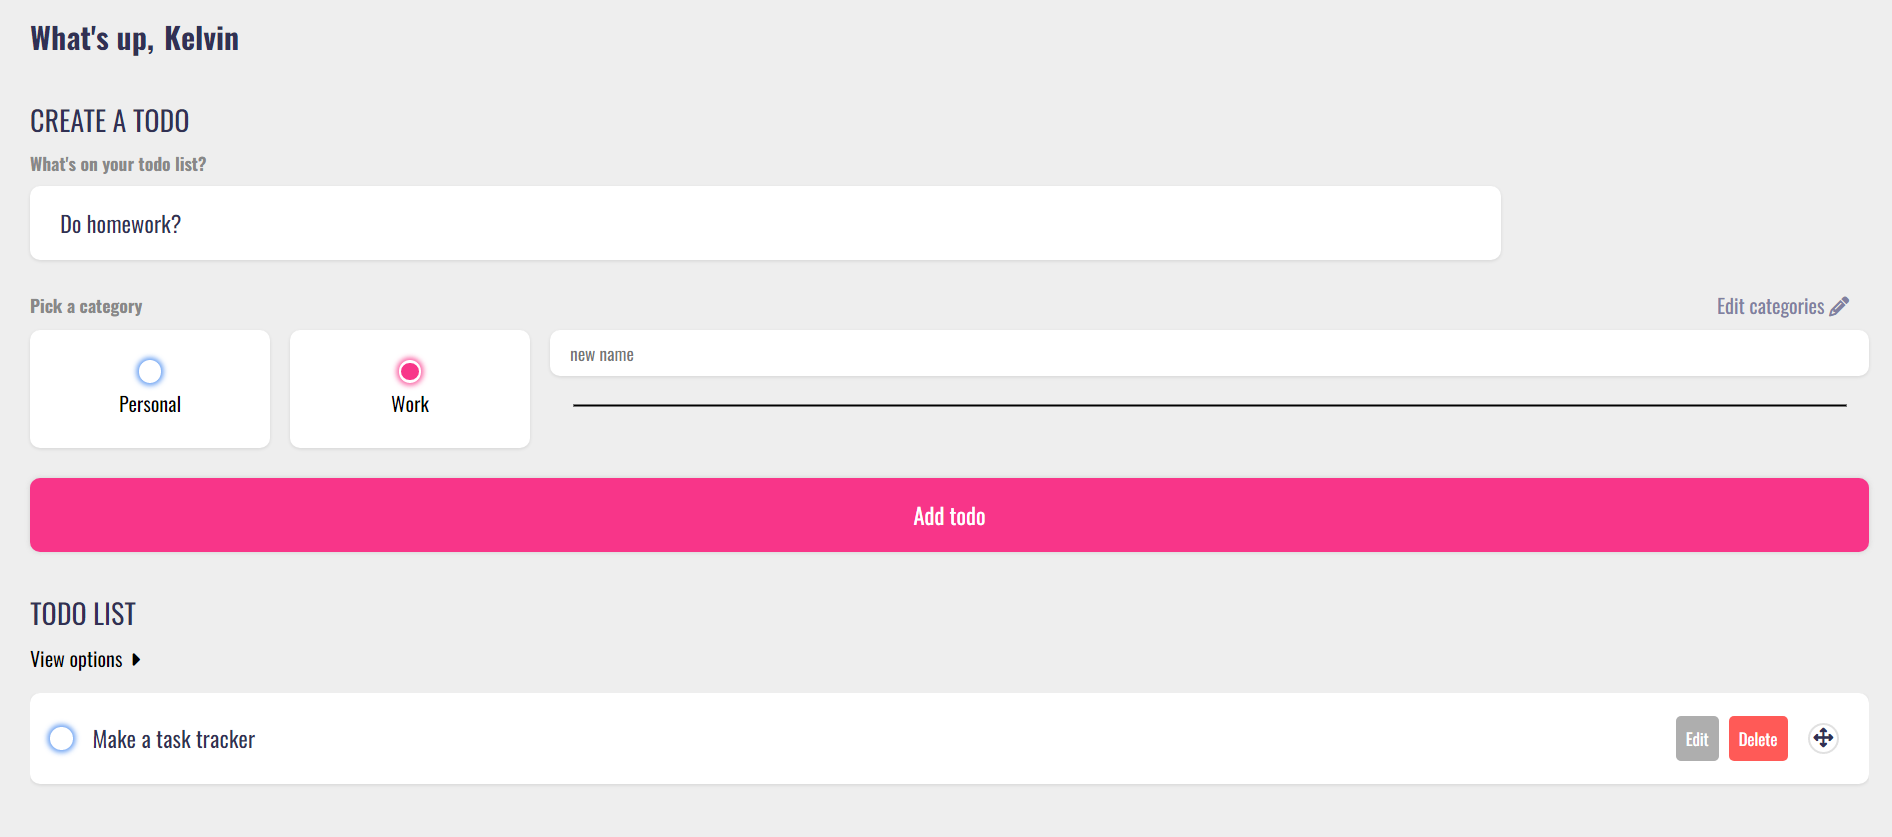 What's up, Kelvin
CREATE A TODO
What's on your todo list?
Do homework?
Pick a category
Edit categories
Personal
Work
new name
Add todo
TODO LIST
View options
Make a task tracker
Edit
Delete